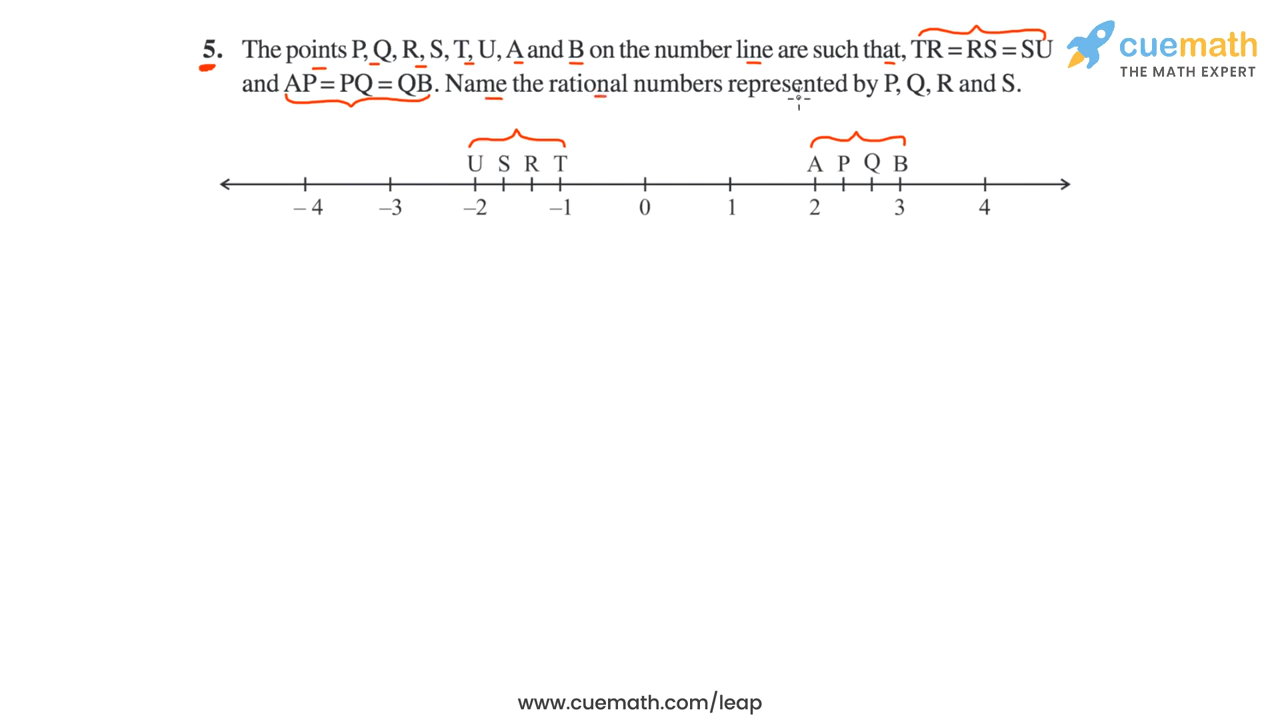 5. The points P, Q, R, S, T, U, A and B on the number line are such that, TR = RS = SU
and AP = PQ = QB. Name the rational numbers represented by P, Q, R and S.
cuemath
THE MATH EXPERT
U S R T A P Q B
– 4 –3 –2 –1 0 1 2 3 4
www.cuemath.com/leap